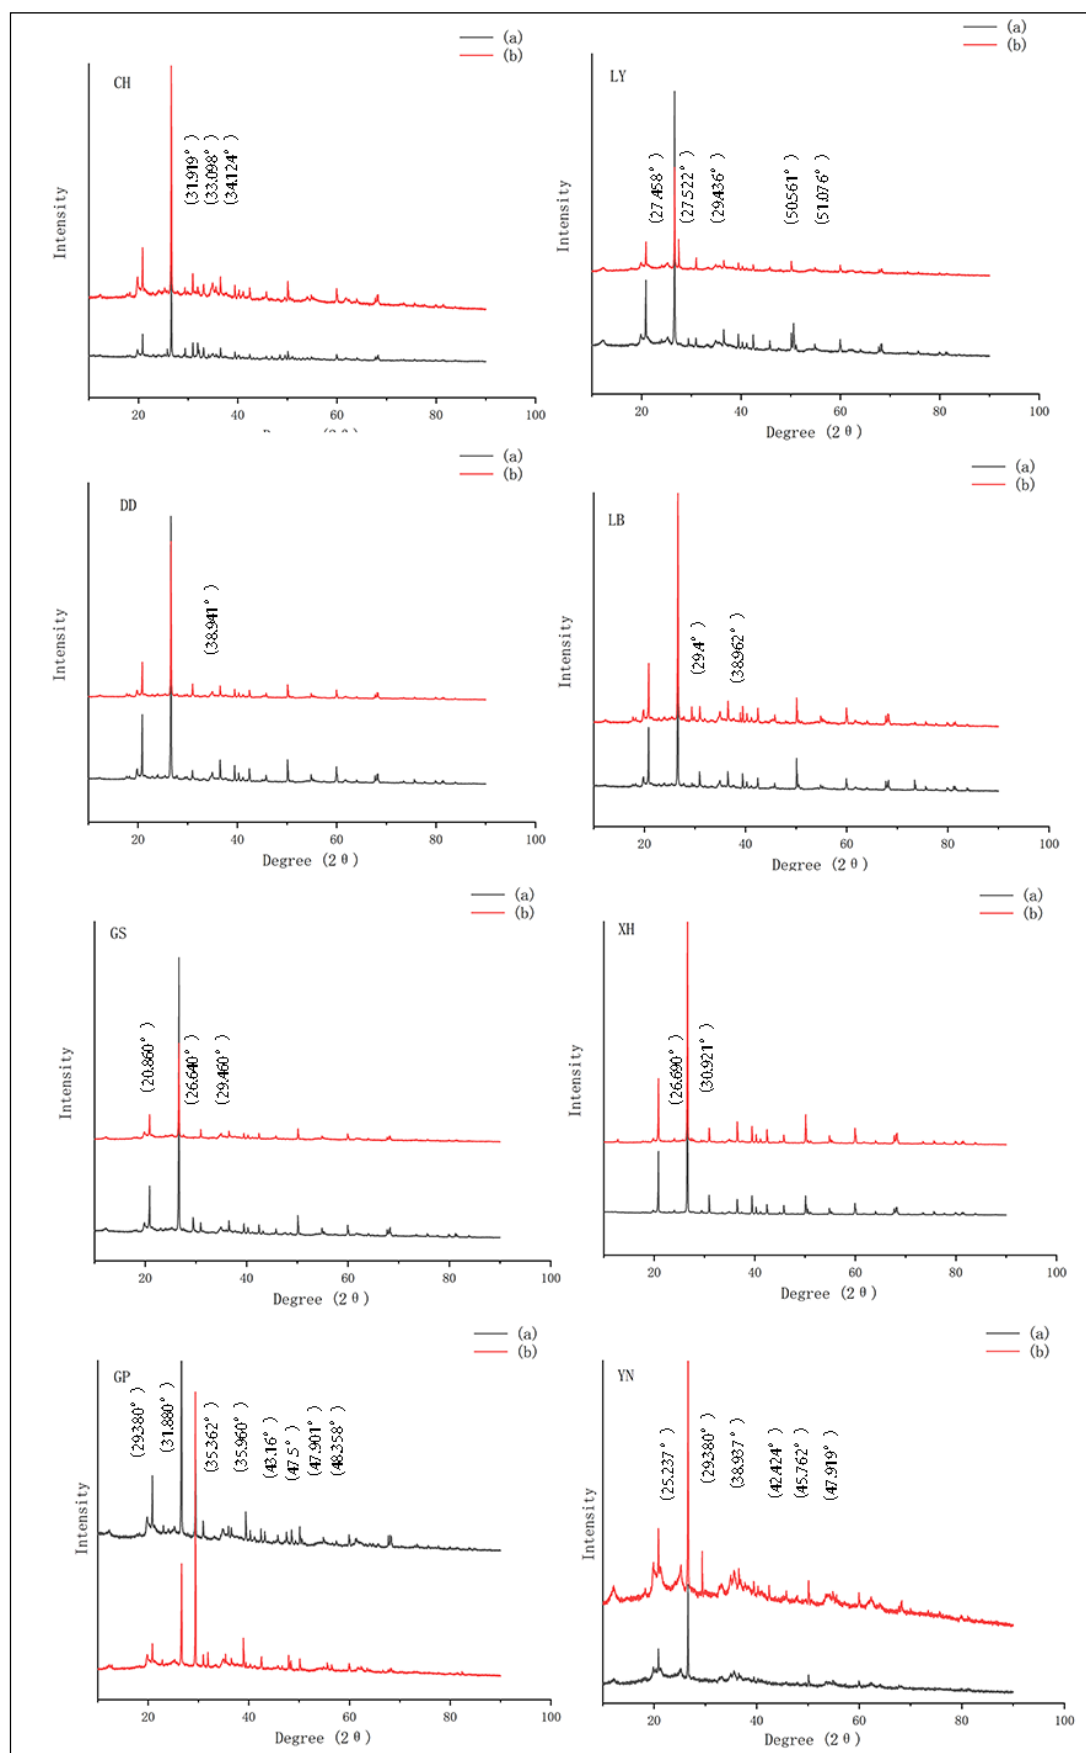 (a)
(b)
CH
(31.919°)
(33.098°)
(34.124°)
Intensity
20
40
60
80
100
(a)
(b)
LY
(27.458°)
(27.522°)
(29.436°)
(50.561°)
(51.076°)
Intensity
20
40
60
80
100
Degree (2θ)
(a)
(b)
DD
(38.941°)
Intensity
20
40
60
80
100
Degree (2θ)
(a)
(b)
LB
(29.4°)
(38.962°)
Intensity
20
40
60
80
100
Degree (2θ)
(a)
(b)
GS
(20.860°)
(26.640°)
(29.460°)
Intensity
20
40
60
80
100
Degree (2θ)
(a)
(b)
XH
(26.690°)
(30.921°)
Intensity
20
40
60
80
100
Degree (2θ)
(a)
(b)
GP
(29.380°)
(31.880°)
(35.362°)
(35.960°)
(43.16°)
(47.5°)
(47.901°)
(48.358°)
Intensity
20
40
60
80
100
Degree (2θ)
(a)
(b)
YN
(25.237°)
(29.380°)
(38.937°)
(42.424°)
(45.762°)
(47.919°)
Intensity
20
40
60
80
100
Degree (2θ)